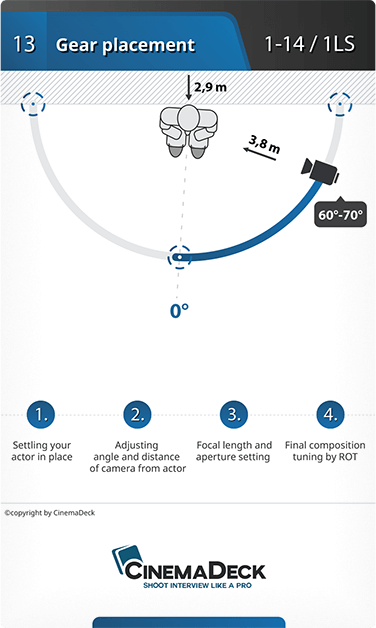 13 Gear placement 1-14 / 1LS
2,9 m
3,8 m
60°-70°
0°
1. 2. 3. 4.
Settling your
actor in place
Adjusting
angle and distance
of camera from actor
Focal length and
aperture setting
Final composition
tuning by ROT
©copyright by CinemaDeck
CINEMADECK
SHOOT INTERVIEW LIKE A PRO